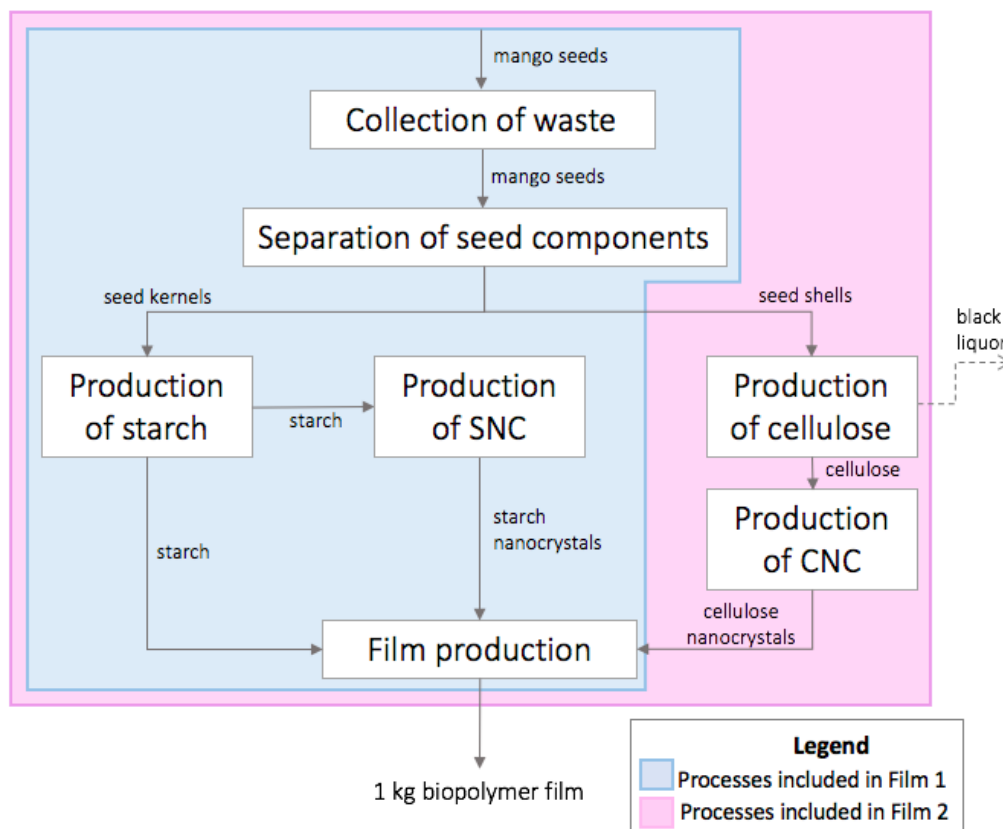 mango seeds
Collection of waste
mango seeds
Separation of seed components
seed kernels
seed shells
black
liquor
Production
of starch
starch
Production
of SNC
Production
of cellulose
cellulose
starch
starch
nanocrystals
Production
of CNC
cellulose
nanocrystals
Film production
1 kg biopolymer film
Legend
Processes included in Film 1
Processes included in Film 2